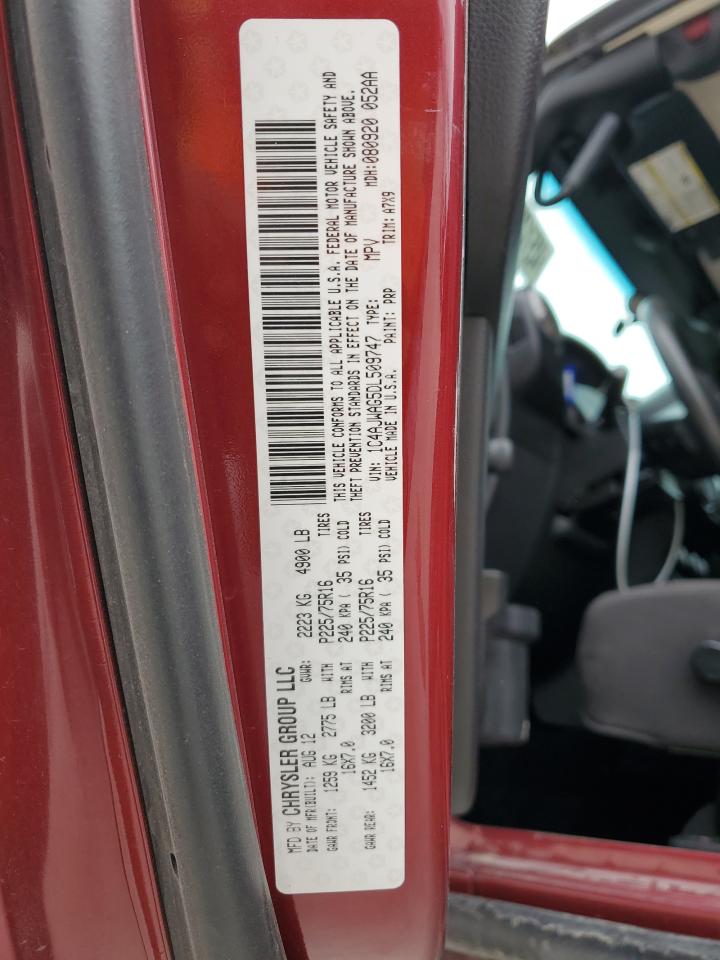 MFD BY CHRYSLER GROUP LLC
DATE OF MFR(BUILT): AUG 12 GVWR: 2223 KG 4900 LB
GAWR FRONT: 1259 KG 2775 LB WITH P225/75R16 TIRES
16X7.0 RIMS AT 240 KPA ( 35 PSI) COLD
GAWR REAR: 1452 KG 3200 LB WITH P225/75R16 TIRES
16X7.0 RIMS AT 240 KPA ( 35 PSI) COLD
THIS VEHICLE CONFORMS TO ALL APPLICABLE U.S.A. FEDERAL MOTOR VEHICLE SAFETY AND
THEFT PREVENTION STANDARDS IN EFFECT ON THE DATE OF MANUFACTURE SHOWN ABOVE.
VIN: 1C4AJWAG5DL509747 TYPE: MPV MDH:080920 052AA
VEHICLE MADE IN U.S.A. PAINT: PRP TRIM: A7X9